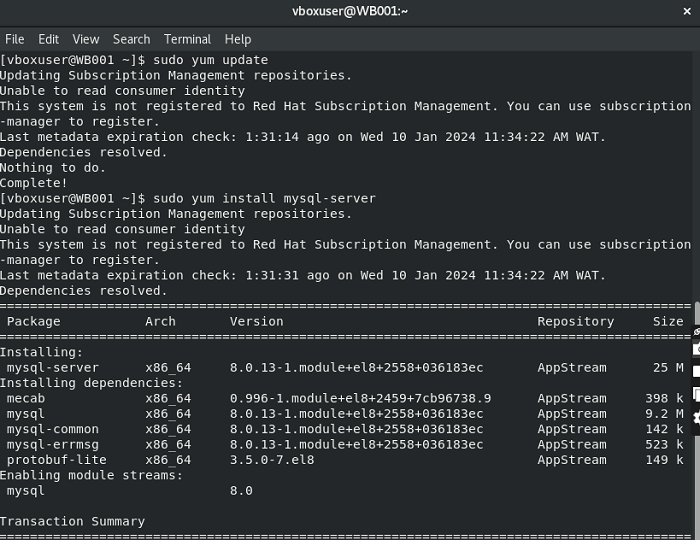 vboxuser@WB001:~
File Edit View Search Terminal Help
[vboxuser@WB001 ~]$ sudo yum update
Updating Subscription Management repositories.
Unable to read consumer identity
This system is not registered to Red Hat Subscription Management. You can use subscription
-manager to register.
Last metadata expiration check: 1:31:14 ago on Wed 10 Jan 2024 11:34:22 AM WAT.
Dependencies resolved.
Nothing to do.
Complete!
[vboxuser@WB001 ~]$ sudo yum install mysql-server
Updating Subscription Management repositories.
Unable to read consumer identity
This system is not registered to Red Hat Subscription Management. You can use subscription
-manager to register.
Last metadata expiration check: 1:31:31 ago on Wed 10 Jan 2024 11:34:22 AM WAT.
Dependencies resolved.
==========================================================================================
Package Arch Version Repository Size
==========================================================================================
Installing:
mysql-server x86_64 8.0.13-1.module+el8+2558+036183ec AppStream 25 M
Installing dependencies:
mecab x86_64 0.996-1.module+el8+2459+7cb96738.9 AppStream 398 k
mysql x86_64 8.0.13-1.module+el8+2558+036183ec AppStream 9.2 M
mysql-common x86_64 8.0.13-1.module+el8+2558+036183ec AppStream 142 k
mysql-errmsg x86_64 8.0.13-1.module+el8+2558+036183ec AppStream 523 k
protobuf-lite x86_64 3.5.0-7.el8 AppStream 149 k
Enabling module streams:
mysql 8.0
Transaction Summary
==========================================================================================